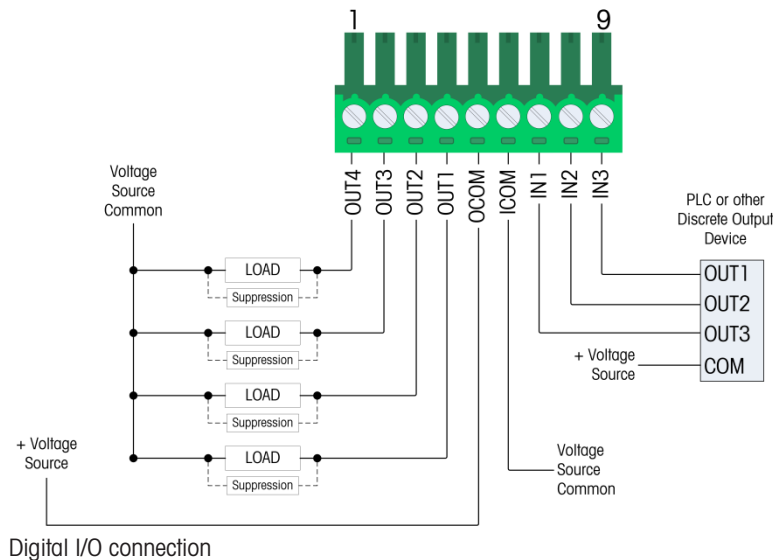 1
9
OUT4
OUT3
OUT2
OUT1
OCOM
ICOM
IN1
IN2
IN3
Voltage
Source
Common
PLC or other
Discrete Output
Device
OUT1
OUT2
OUT3
COM
+ Voltage
Source
LOAD
Suppression
LOAD
Suppression
LOAD
Suppression
LOAD
Suppression
+ Voltage
Source
Voltage
Source
Common
Digital I/O connection